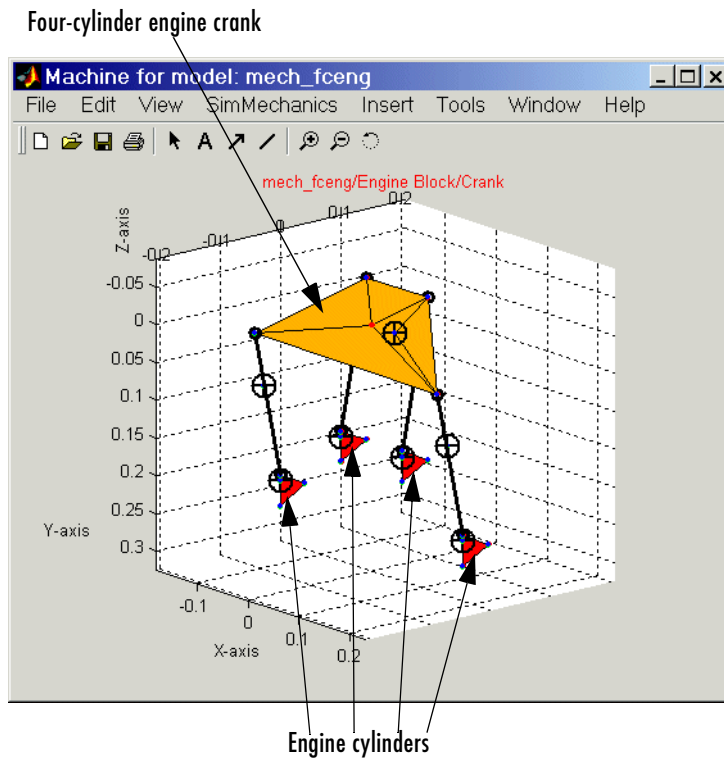 Four-cylinder engine crank
Machine for model: mech_fceng
File Edit View SimMechanics Insert Tools Window Help
A
mech_fceng/Engine Block/Crank
Z-axis
-0.2 -0.1 0 0.1 0.2
-0.05
0
0.05
0.1
0.15
0.2
0.25
0.3
Y-axis
-0.1
0
0.1
0.2
X-axis
Engine cylinders